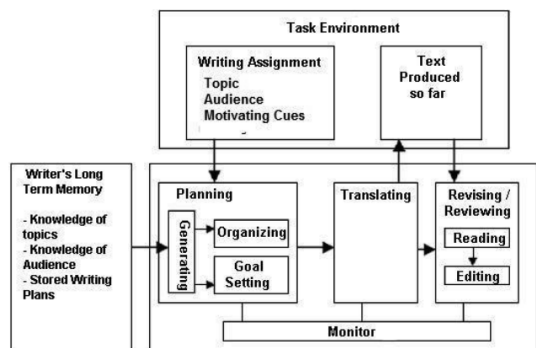 Task Environment
Writing Assignment
Topic
Audience
Motivating Cues
Text
Produced
so far
Writer's Long
Term Memory
- Knowledge of
topics
- Knowledge of
Audience
- Stored Writing
Plans
Planning
Generating
Organizing
Goal
Setting
Translating
Revising /
Reviewing
Reading
Editing
Monitor